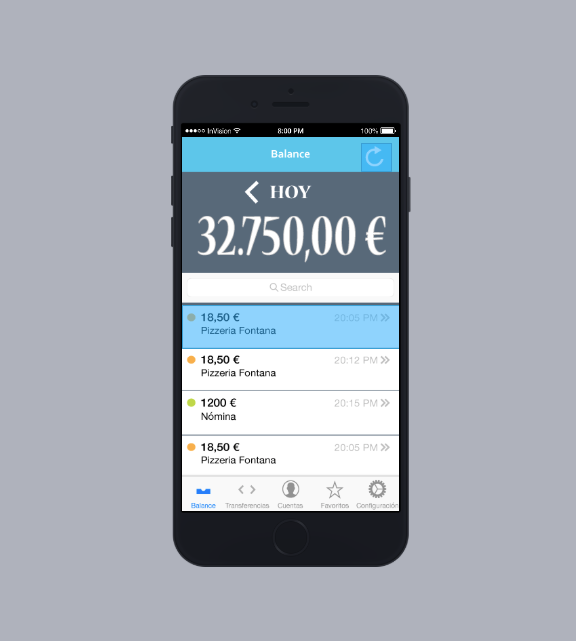 InVision 8:00 PM 100%
Balance
HOY
32.750,00 €
Search
18,50 € 20:05 PM
Pizzeria Fontana
18,50 € 20:12 PM
Pizzeria Fontana
1200 € 20:15 PM
Nómina
18,50 € 20:05 PM
Pizzeria Fontana
Balance Transferencias Cuentas Favoritos Configuración